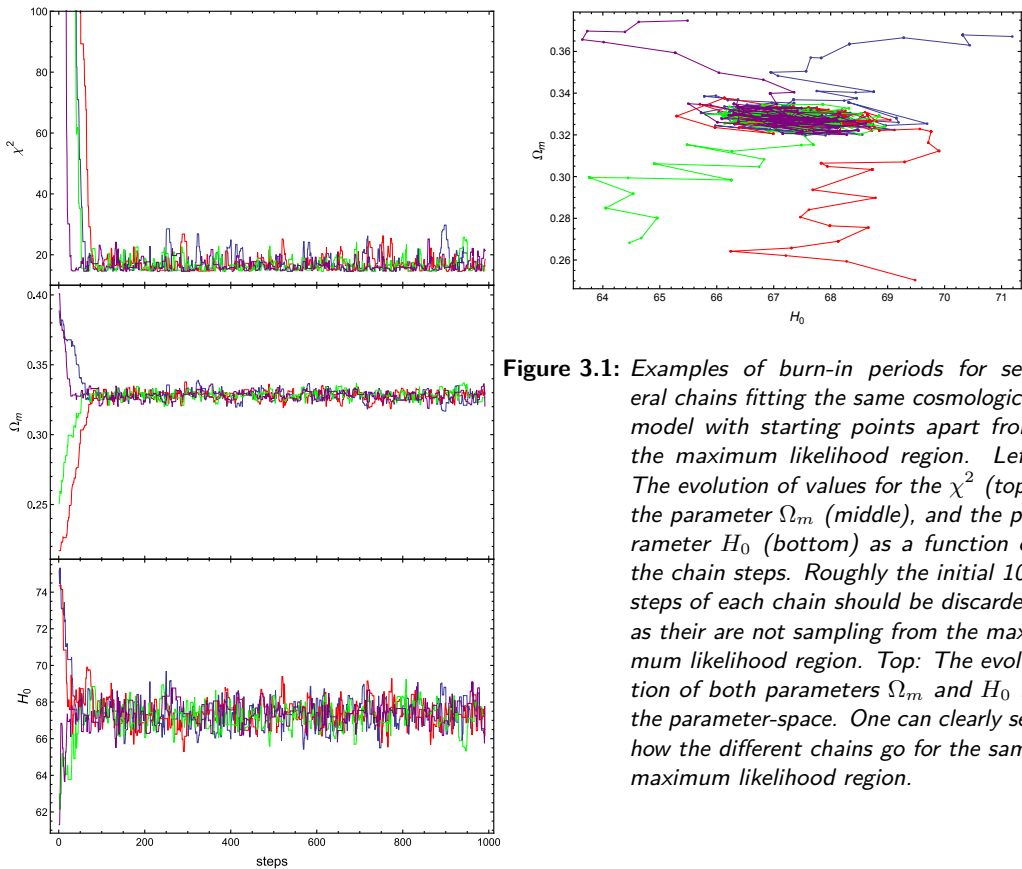 100
80
60
40
20
χ²
0.40
0.35
0.30
0.25
Ωm
74
72
70
68
66
64
62
H0
0
200
400
600
800
1000
steps
0.36
0.32
0.28
0.26
0.30
Ωm
64
65
66
67
68
69
70
71
H0
Figure 3.1: Examples of burn-in periods for sev
eral chains fitting the same cosmologic
model with starting points apart fro
the maximum likelihood region. Lef
The evolution of values for the χ² (top
the parameter Ωm (middle), and the p
rameter H0 (bottom) as a function o
the chain steps. Roughly the initial 10
steps of each chain should be discarde
as their are not sampling from the max
mum likelihood region. Top: The evol
tion of both parameters Ωm and H0
the parameter-space. One can clearly se
how the different chains go for the sam
maximum likelihood region.